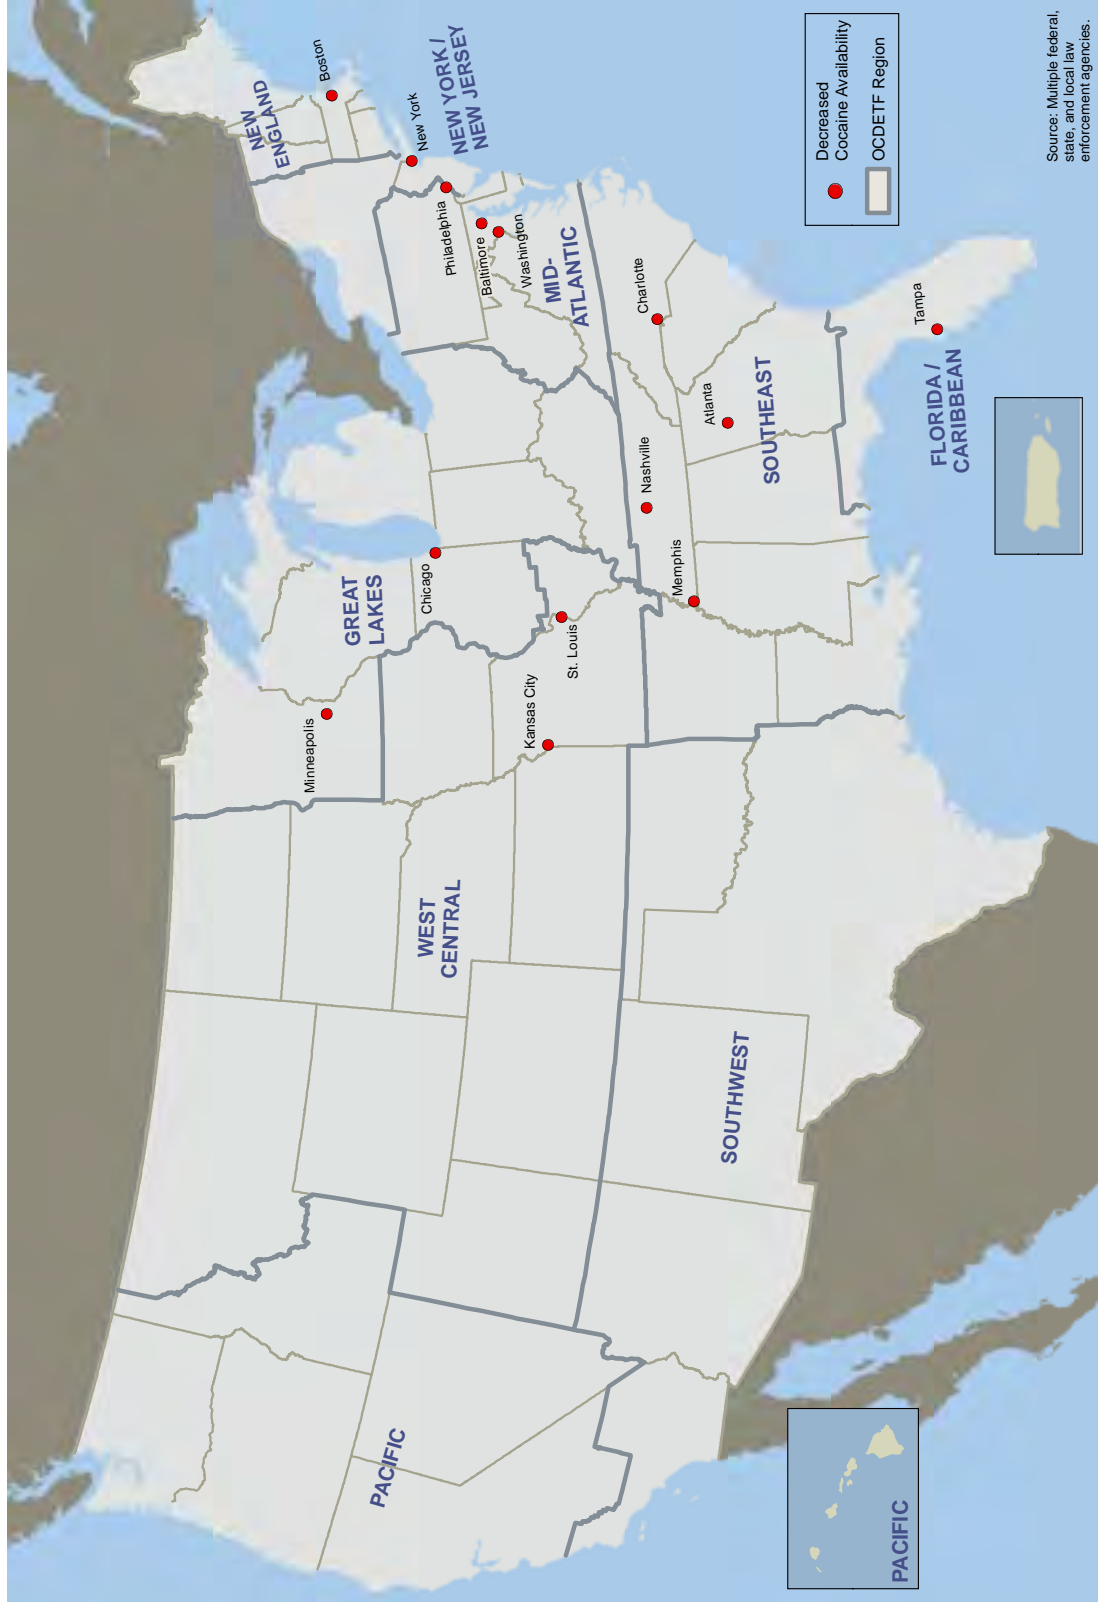 NEW
ENGLAND
Boston
NEW YORK /
NEW JERSEY
New York
Philadelphia
Baltimore
Washington
MID-
ATLANTIC
GREAT
LAKES
Minneapolis
Chicago
WEST
CENTRAL
Kansas City
St. Louis
PACIFIC
SOUTHWEST
Memphis
Nashville
Charlotte
Atlanta
SOUTHEAST
Tampa
FLORIDA /
CARIBBEAN
PACIFIC
Decreased
Cocaine Availability
OCDETF Region
Source: Multiple federal,
state, and local law
enforcement agencies.